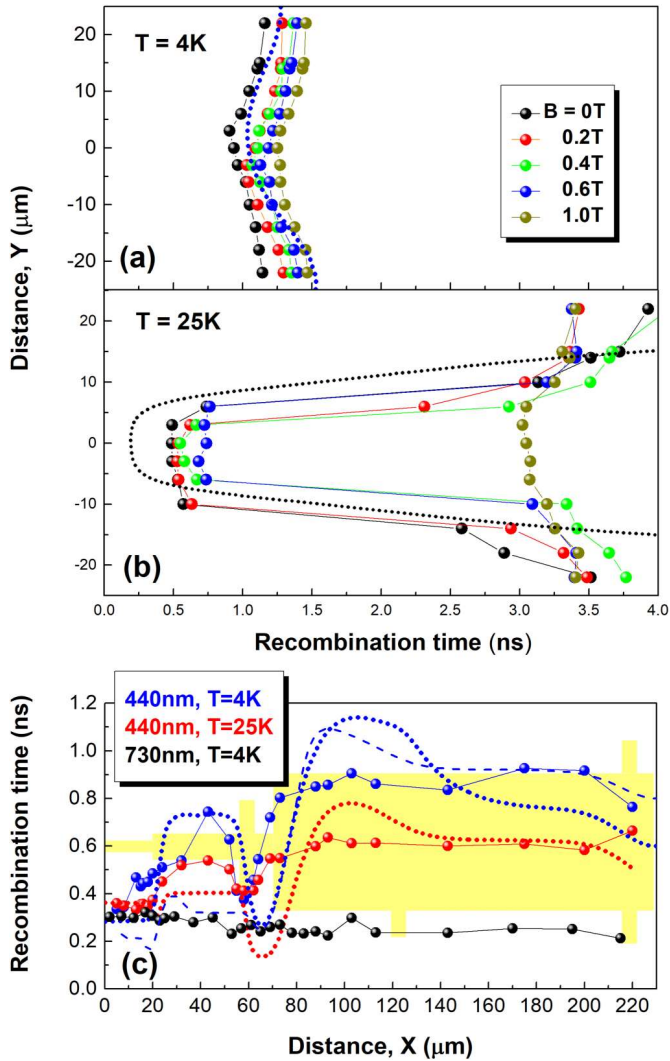 (a)
T = 4K
20
10
0
-10
-20
B = 0T
0.2T
0.4T
0.6T
1.0T
Distance, Y (μm)
(b)
T = 25K
20
10
0
-10
-20
0.0 0.5 1.0 1.5 2.0 2.5 3.0 3.5 4.0
Recombination time (ns)
440nm, T=4K
440nm, T=25K
730nm, T=4K
Recombination time (ns)
1.2
1.0
0.8
0.6
0.4
0.2
0.0
(c)
0 20 40 60 80 100 120 140 160 180 200 220
Distance, X (μm)